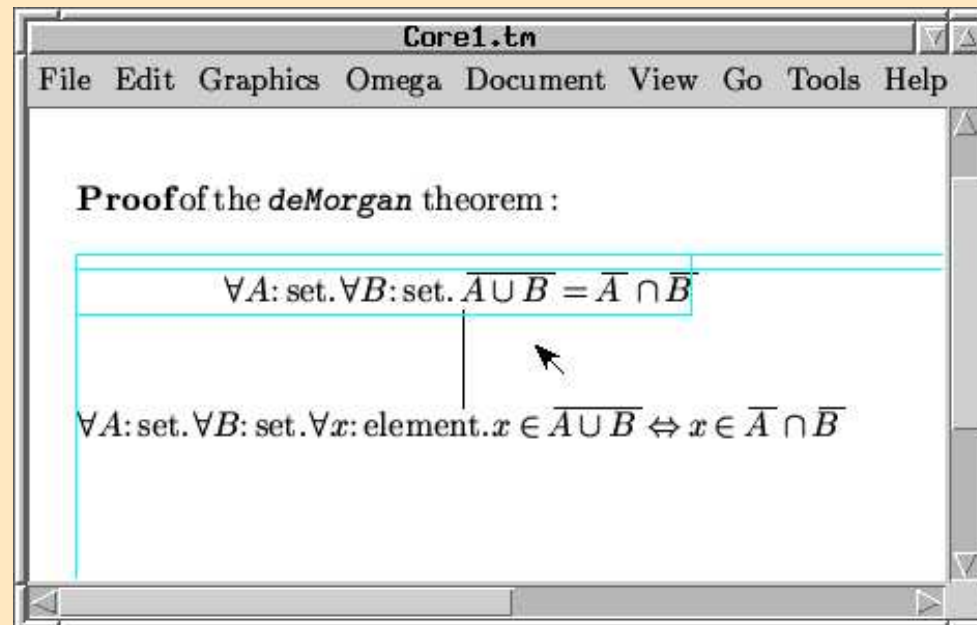 Core1.tm
File Edit Graphics Omega Document View Go Tools Help
Proof of the deMorgan theorem :
∀A: set. ∀B: set. A̅ ̅∪̅ ̅B̅ = A̅ ∩ B̅
∀A: set. ∀B: set. ∀x: element. x ∈ A̅ ̅∪̅ ̅B̅ ⇔ x ∈ A̅ ∩ B̅